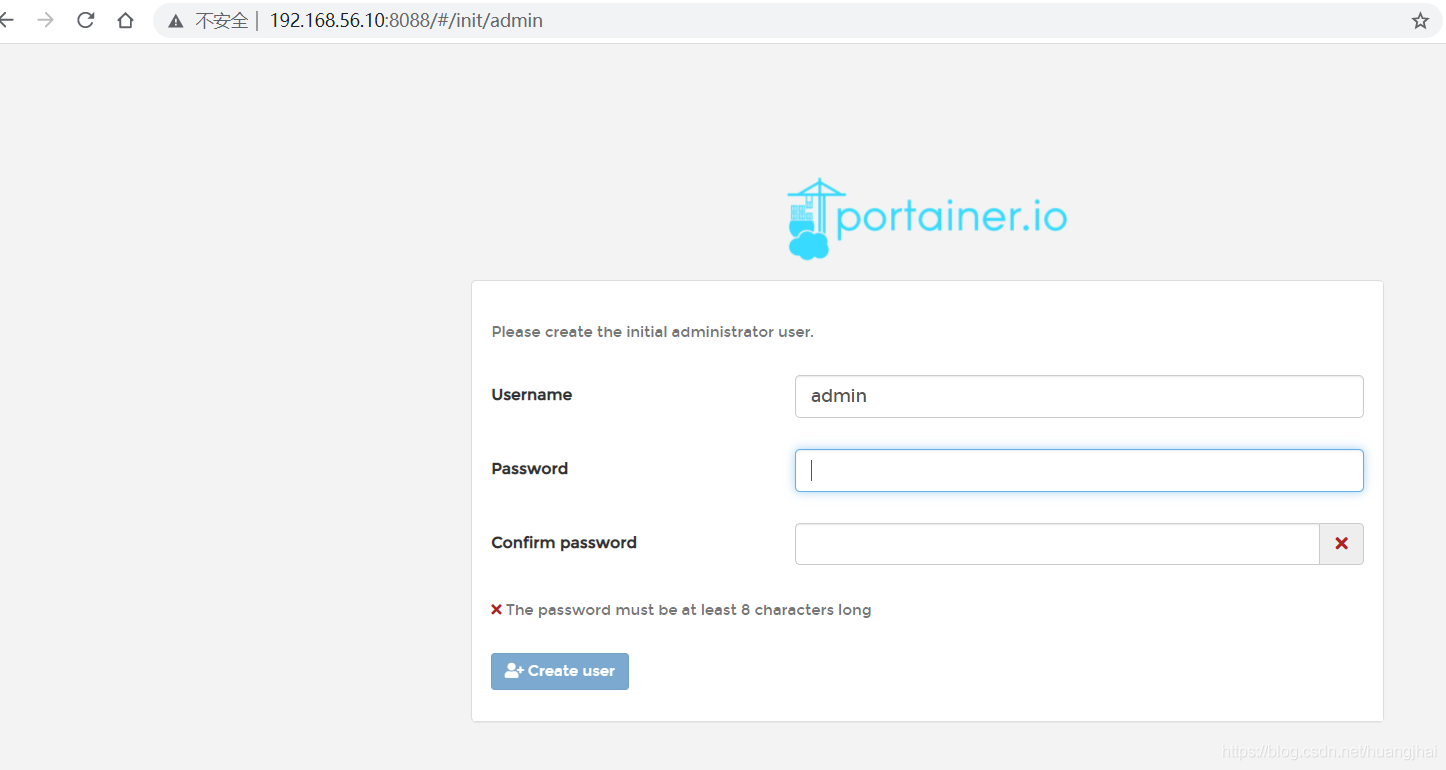 不安全 192.168.56.10:8088/#/init/admin
portainer.io
Please create the initial administrator user.
Username
admin
Password
Confirm password
The password must be at least 8 characters long
Create user
https://blog.csdn.net/huangjhai